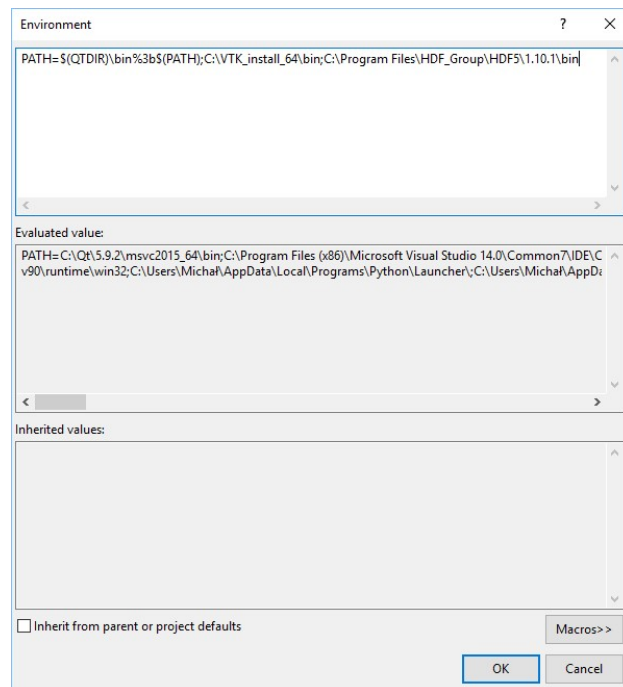 Environment
PATH=$(QTDIR)\bin%3b$(PATH);C:\VTK_install_64\bin;C:\Program Files\HDF_Group\HDF5\1.10.1\bin
Evaluated value:
PATH=C:\Qt\5.9.2\msvc2015_64\bin;C:\Program Files (x86)\Microsoft Visual Studio 14.0\Common7\IDE\C
v90\runtime\win32;C:\Users\Michał\AppData\Local\Programs\Python\Launcher\;C:\Users\Michał\AppDa
Inherited values:
Inherit from parent or project defaults
Macros>>
OK
Cancel